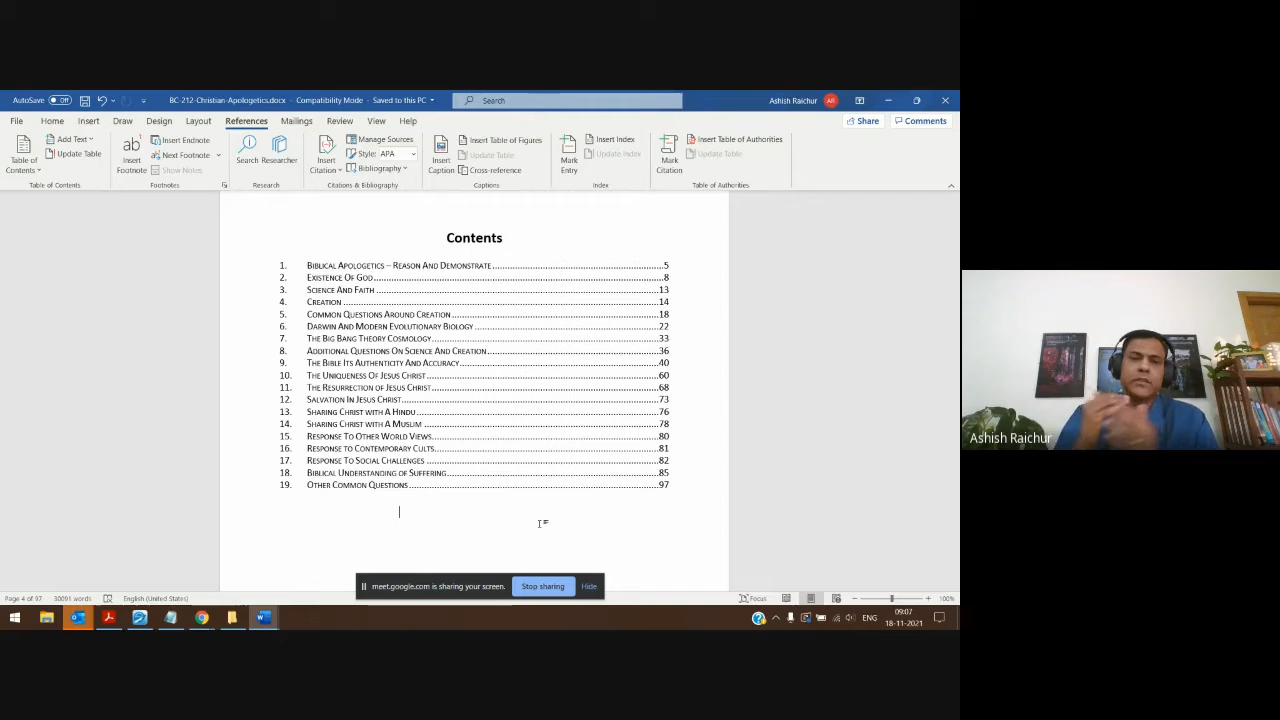 AutoSave Off BC-212-Christian-Apologetics.docx - Compatibility Mode - Saved to this PC Search Ashish Raichur AR
File Home Insert Draw Design Layout References Mailings Review View Help Share Comments
Table of Contents Add Text Update Table
Table of Contents
Insert Footnote Insert Endnote Next Footnote Show Notes
Footnotes
Search Researcher
Research
Insert Citation Manage Sources Style: APA Bibliography
Citations & Bibliography
Insert Caption Insert Table of Figures Update Table Cross-reference
Captions
Mark Entry Insert Index Update Index
Index
Mark Citation Insert Table of Authorities Update Table
Table of Authorities
Contents
1. Biblical Apologetics – Reason And Demonstrate 5
2. Existence Of God 8
3. Science And Faith 13
4. Creation 14
5. Common Questions Around Creation 18
6. Darwin And Modern Evolutionary Biology 22
7. The Big Bang Theory Cosmology 33
8. Additional Questions On Science And Creation 36
9. The Bible Its Authenticity And Accuracy 40
10. The Uniqueness Of Jesus Christ 60
11. The Resurrection of Jesus Christ 68
12. Salvation In Jesus Christ 73
13. Sharing Christ with A Hindu 76
14. Sharing Christ with A Muslim 78
15. Response To Other World Views 80
16. Response to Contemporary Cults 81
17. Response To Social Challenges 82
18. Biblical Understanding of Suffering 85
19. Other Common Questions 97
Ashish Raichur
meet.google.com is sharing your screen. Stop sharing Hide
Page 4 of 97 30091 words English (United States) Focus 100%
ENG
09:07
18-11-2021